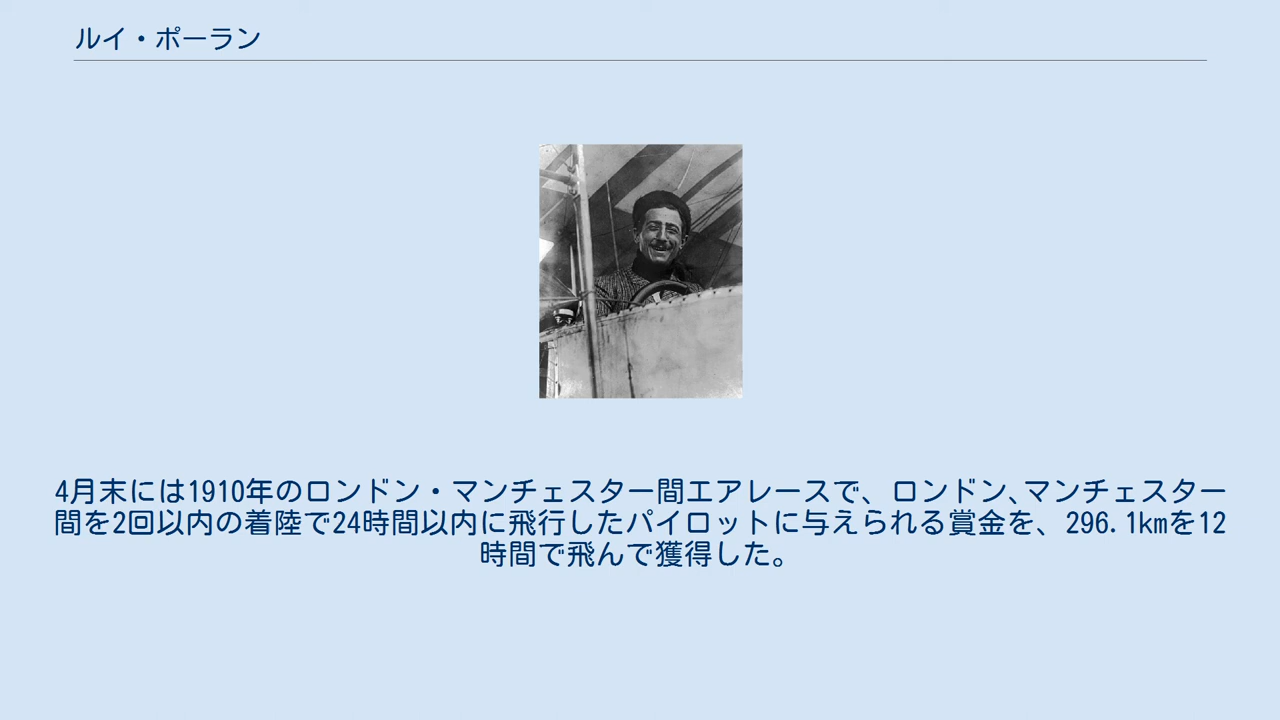 ルイ・ポーラン
4月末には1910年のロンドン・マンチェスター間エアレースで、ロンドン､マンチェスター
間を2回以内の着陸で24時間以内に飛行したパイロットに与えられる賞金を、296.1kmを12
時間で飛んで獲得した。